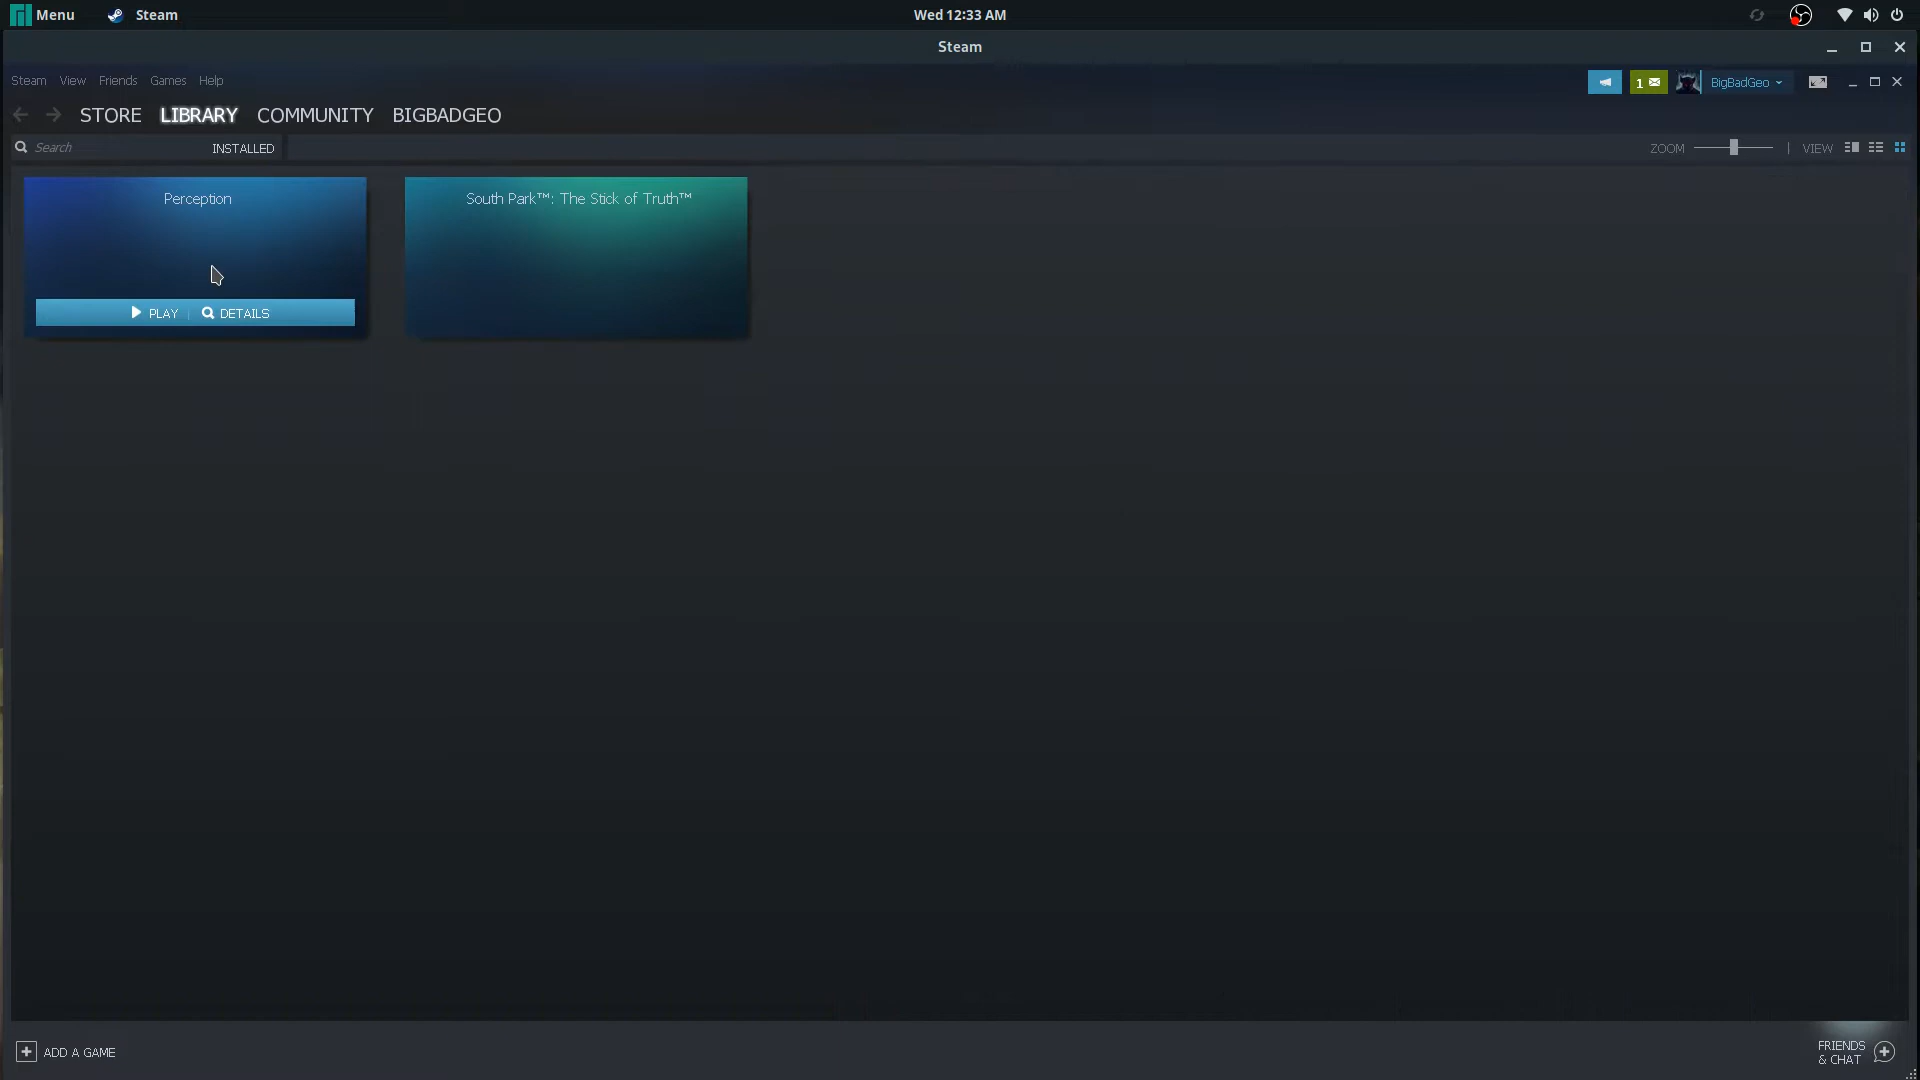 Menu Steam Wed 12:33 AM
Steam
Steam View Friends Games Help 1 BigBadGeo
STORE LIBRARY COMMUNITY BIGBADGEO
Search INSTALLED ZOOM | VIEW
Perception South Park™: The Stick of Truth™
PLAY | DETAILS
ADD A GAME
FRIENDS
& CHAT